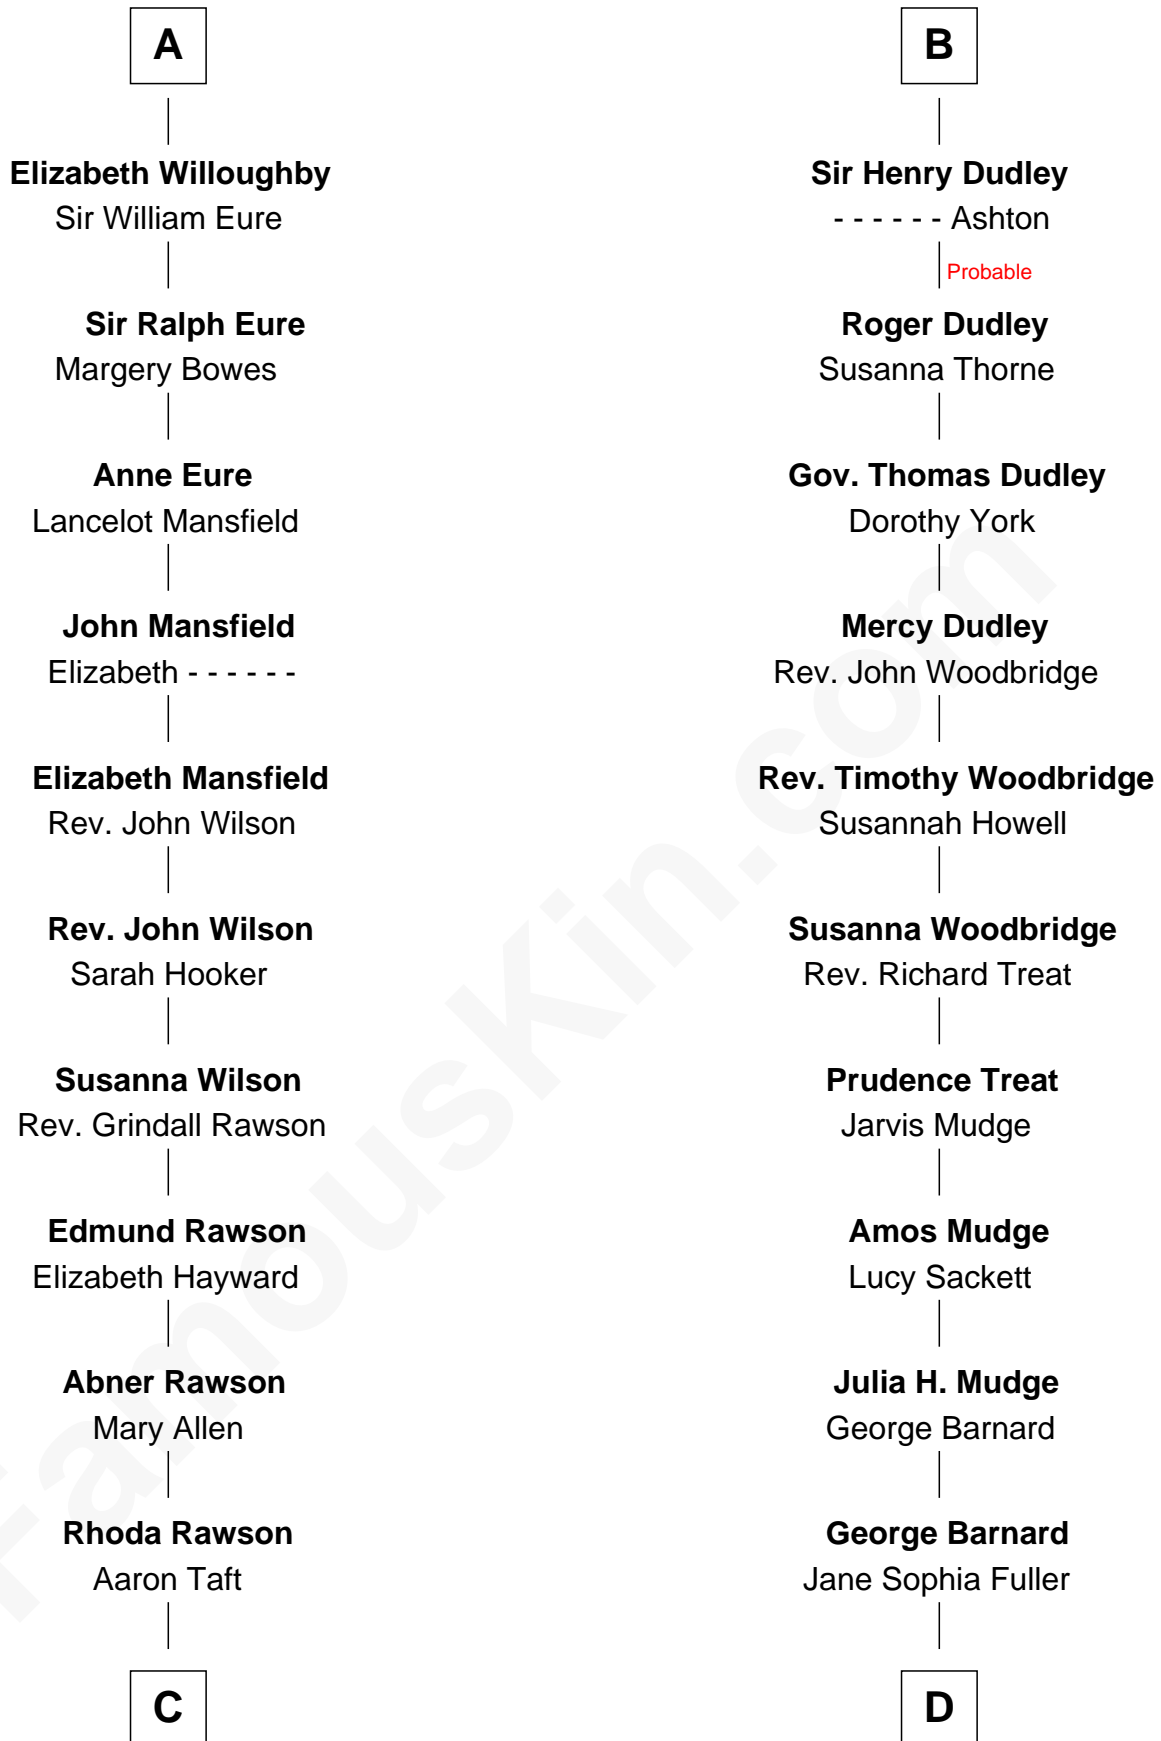 A
Elizabeth Willoughby
Sir William Eure
Sir Ralph Eure
Margery Bowes
Anne Eure
Lancelot Mansfield
John Mansfield
Elizabeth - - - - - -
Elizabeth Mansfield
Rev. John Wilson
Rev. John Wilson
Sarah Hooker
Susanna Wilson
Rev. Grindall Rawson
Edmund Rawson
Elizabeth Hayward
Abner Rawson
Mary Allen
Rhoda Rawson
Aaron Taft
C
B
Sir Henry Dudley
- - - - - - Ashton
Probable
Roger Dudley
Susanna Thorne
Gov. Thomas Dudley
Dorothy York
Mercy Dudley
Rev. John Woodbridge
Rev. Timothy Woodbridge
Susannah Howell
Susanna Woodbridge
Rev. Richard Treat
Prudence Treat
Jarvis Mudge
Amos Mudge
Lucy Sackett
Julia H. Mudge
George Barnard
George Barnard
Jane Sophia Fuller
D
FamousKin.com